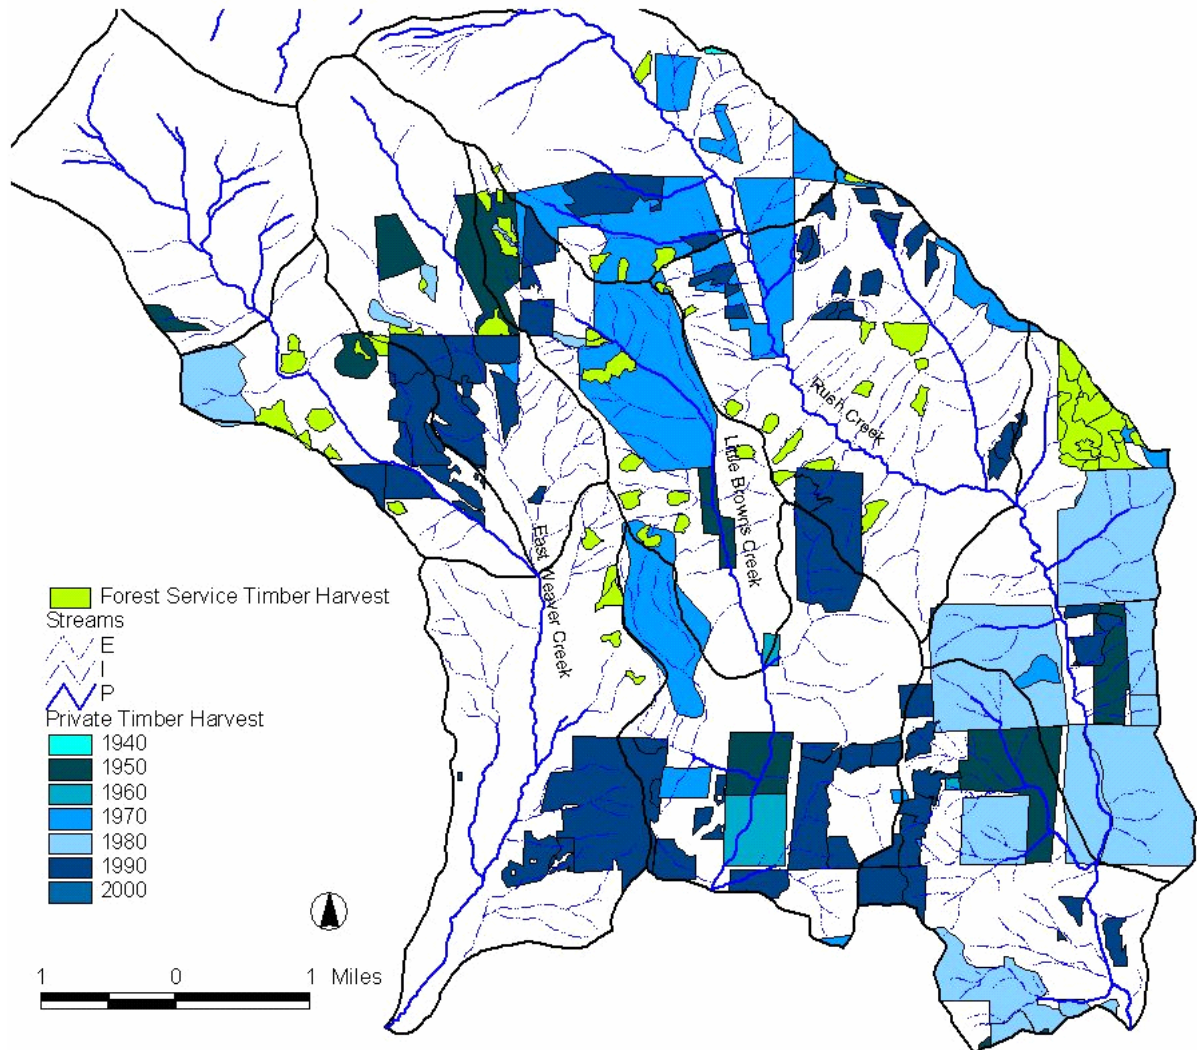 Rush Creek
Little Browns Creek
East Weaver Creek
Forest Service Timber Harvest
Streams
E
I
P
Private Timber Harvest
1940
1950
1960
1970
1980
1990
2000
1 0 1 Miles